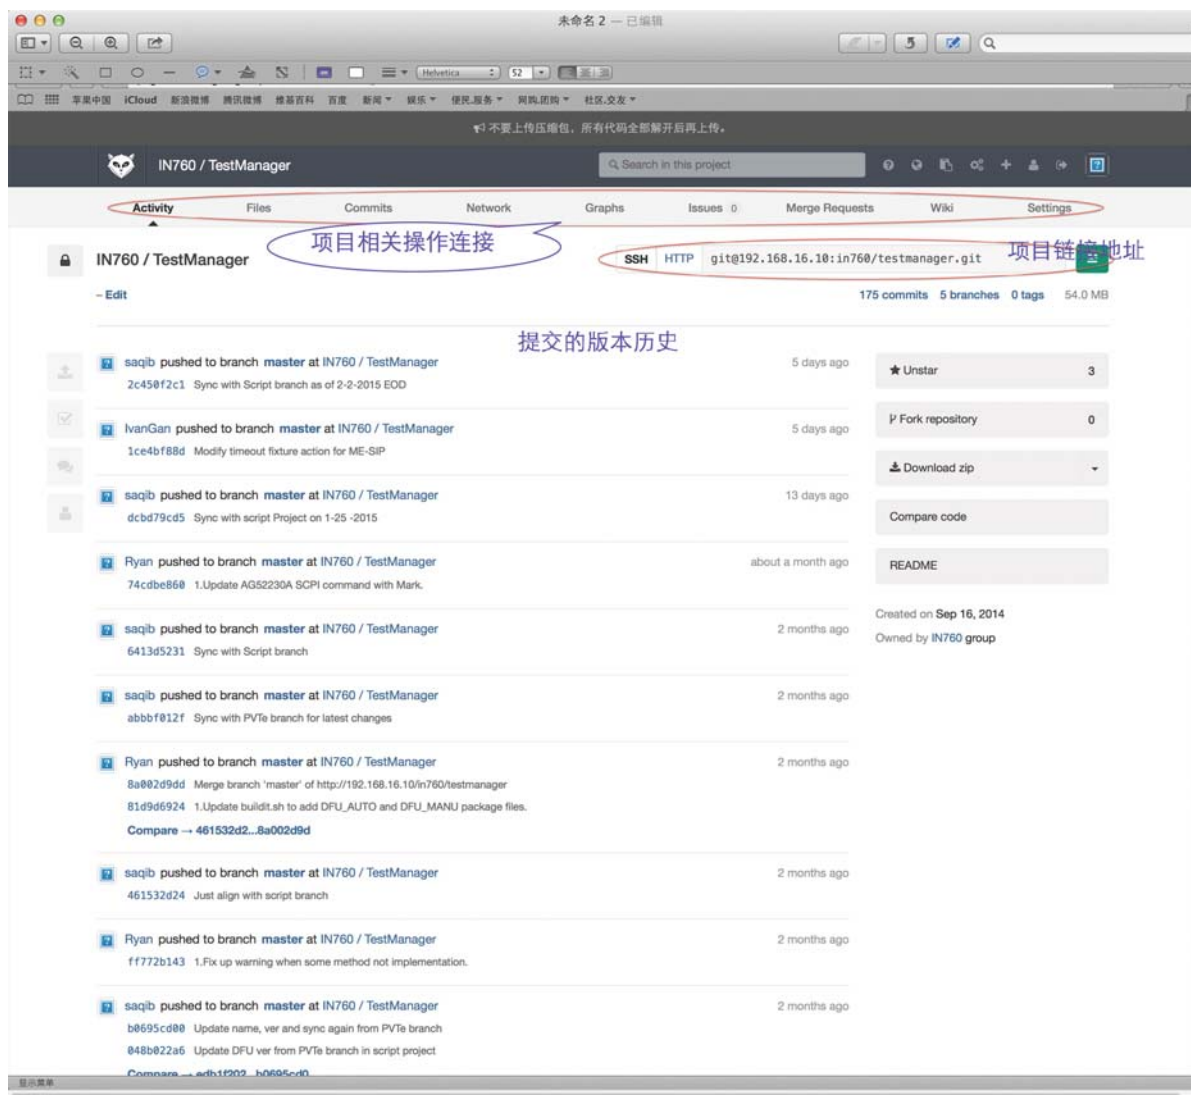 未命名 2 — 已编辑
Helvetica 52
苹果中国 iCloud 新浪微博 腾讯微博 维基百科 百度 新闻 娱乐 便民.服务 网购.团购 社区.交友
不要上传压缩包，所有代码全部解开后再上传。
IN760 / TestManager Search in this project
Activity Files Commits Network Graphs Issues 0 Merge Requests Wiki Settings
项目相关操作连接
IN760 / TestManager SSH HTTP git@192.168.16.10:in760/testmanager.git 项目链接地址
– Edit 175 commits 5 branches 0 tags 54.0 MB
提交的版本历史
saqib pushed to branch master at IN760 / TestManager 5 days ago
2c450f2c1 Sync with Script branch as of 2-2-2015 EOD
Unstar 3
IvanGan pushed to branch master at IN760 / TestManager 5 days ago
1ce4bf88d Modify timeout fixture action for ME-SIP
Fork repository 0
Download zip
saqib pushed to branch master at IN760 / TestManager 13 days ago
dcbd79cd5 Sync with script Project on 1-25 -2015
Compare code
Ryan pushed to branch master at IN760 / TestManager about a month ago
74cdbe860 1.Update AG52230A SCPI command with Mark.
README
Created on Sep 16, 2014
Owned by IN760 group
saqib pushed to branch master at IN760 / TestManager 2 months ago
6413d5231 Sync with Script branch
saqib pushed to branch master at IN760 / TestManager 2 months ago
abbbf012f Sync with PVTe branch for latest changes
Ryan pushed to branch master at IN760 / TestManager 2 months ago
8a002d9dd Merge branch 'master' of http://192.168.16.10/in760/testmanager
81d9d6924 1.Update buildit.sh to add DFU_AUTO and DFU_MANU package files.
Compare → 461532d2...8a002d9d
saqib pushed to branch master at IN760 / TestManager 2 months ago
461532d24 Just align with script branch
Ryan pushed to branch master at IN760 / TestManager 2 months ago
ff772b143 1.Fix up warning when some method not implementation.
saqib pushed to branch master at IN760 / TestManager 2 months ago
b0695cd00 Update name, ver and sync again from PVTe branch
048b022a6 Update DFU ver from PVTe branch in script project
Compare → edb1f202...b0695cd0
显示菜单